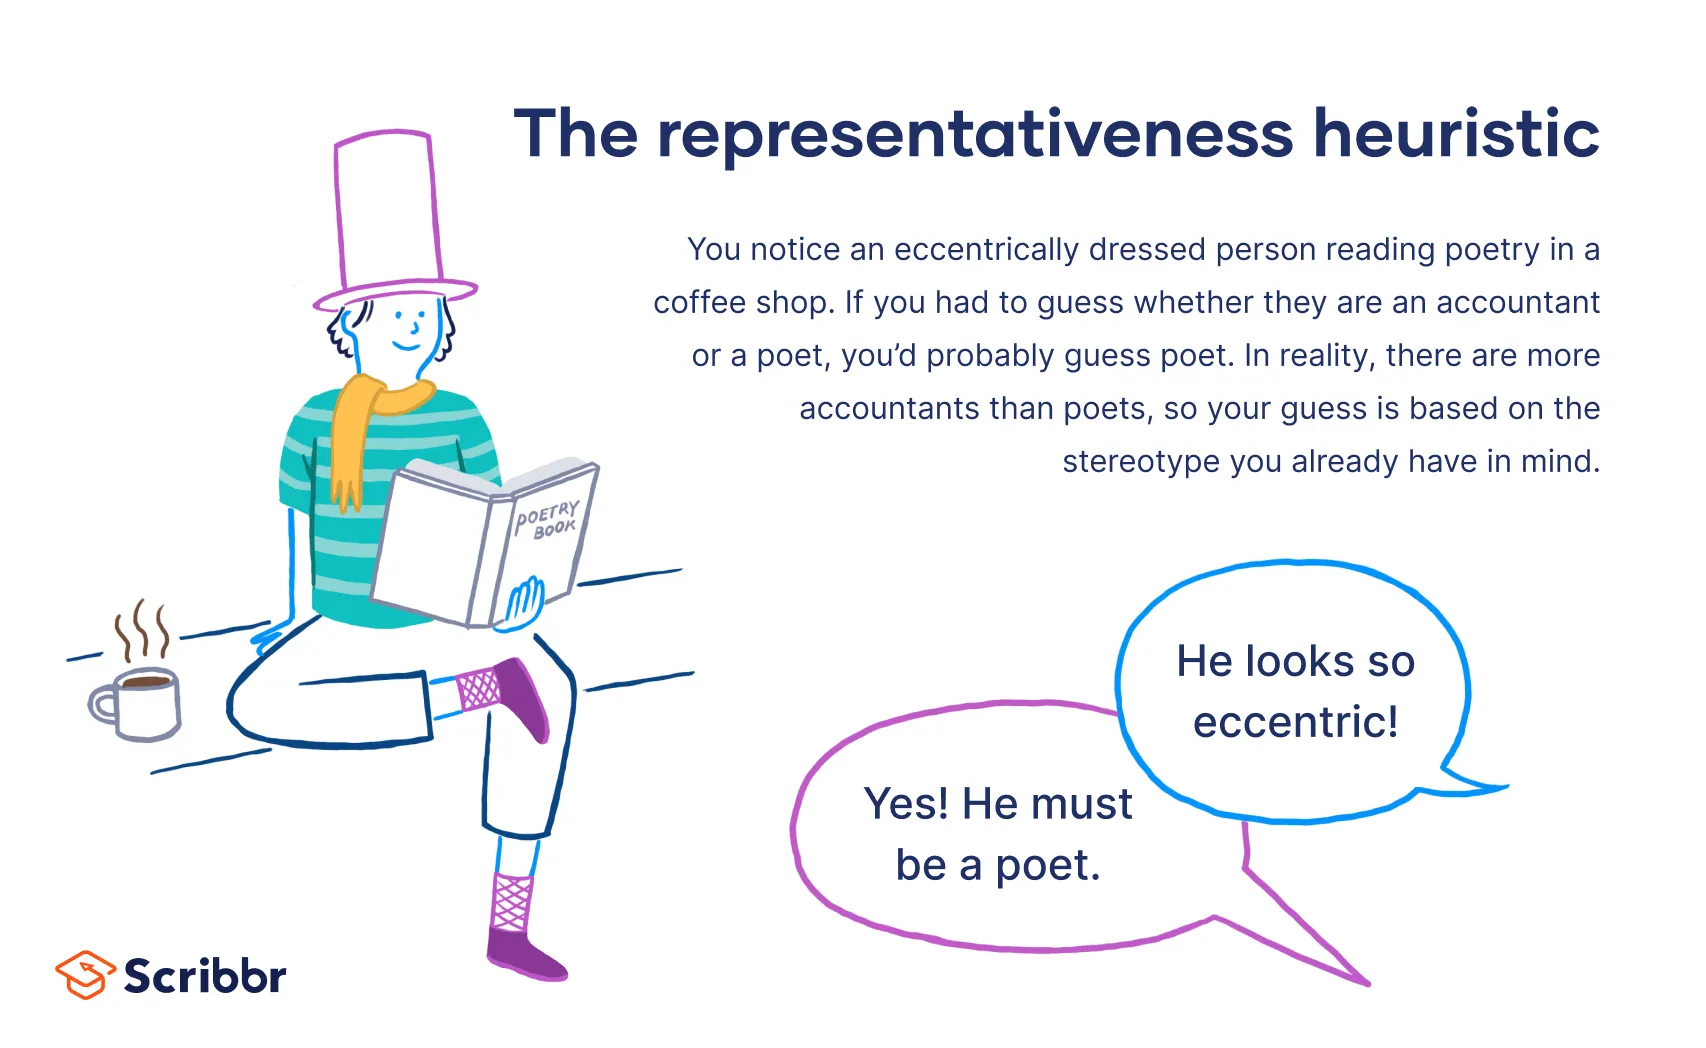 The representativeness heuristic
You notice an eccentrically dressed person reading poetry in a
coffee shop. If you had to guess whether they are an accountant
or a poet, you’d probably guess poet. In reality, there are more
accountants than poets, so your guess is based on the
stereotype you already have in mind.
POETRY
BOOK
He looks so
eccentric!
Yes! He must
be a poet.
Scribbr